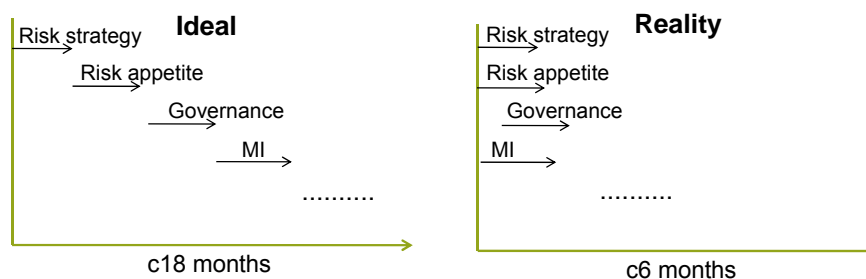 Ideal
Risk strategy
Risk appetite
Governance
MI
..........
c18 months
Reality
Risk strategy
Risk appetite
Governance
MI
..........
c6 months